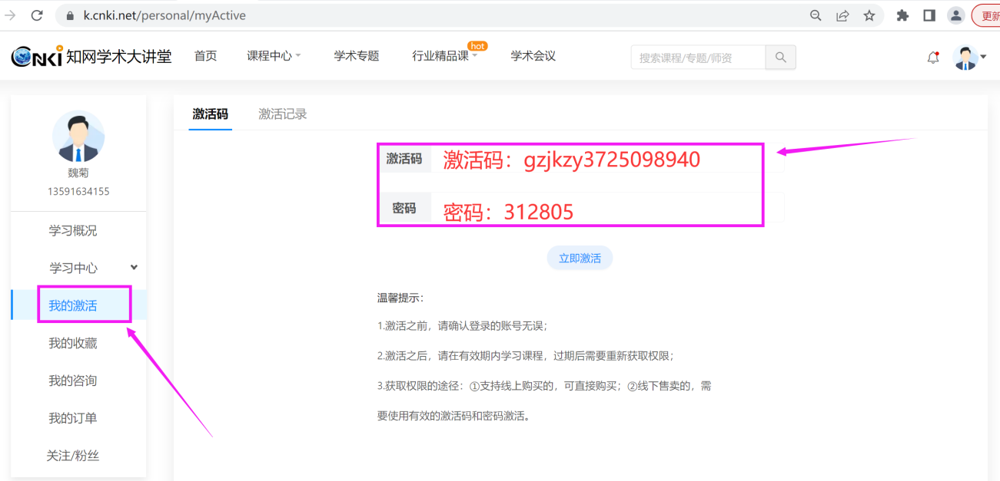 k.cnki.net/personal/myActive
更新
CNKI 知网学术大讲堂
首页
课程中心
学术专题
行业精品课
hot
学术会议
搜索课程/专题/师资
魏菊
13591634155
学习概况
学习中心
我的激活
我的收藏
我的咨询
我的订单
关注/粉丝
激活码
激活记录
激活码 激活码：gzjkzy3725098940
密码 密码：312805
立即激活
温馨提示：
1.激活之前，请确认登录的账号无误；
2.激活之后，请在有效期内学习课程，过期后需要重新获取权限；
3.获取权限的途径：①支持线上购买的，可直接购买；②线下售卖的，需
要使用有效的激活码和密码激活。